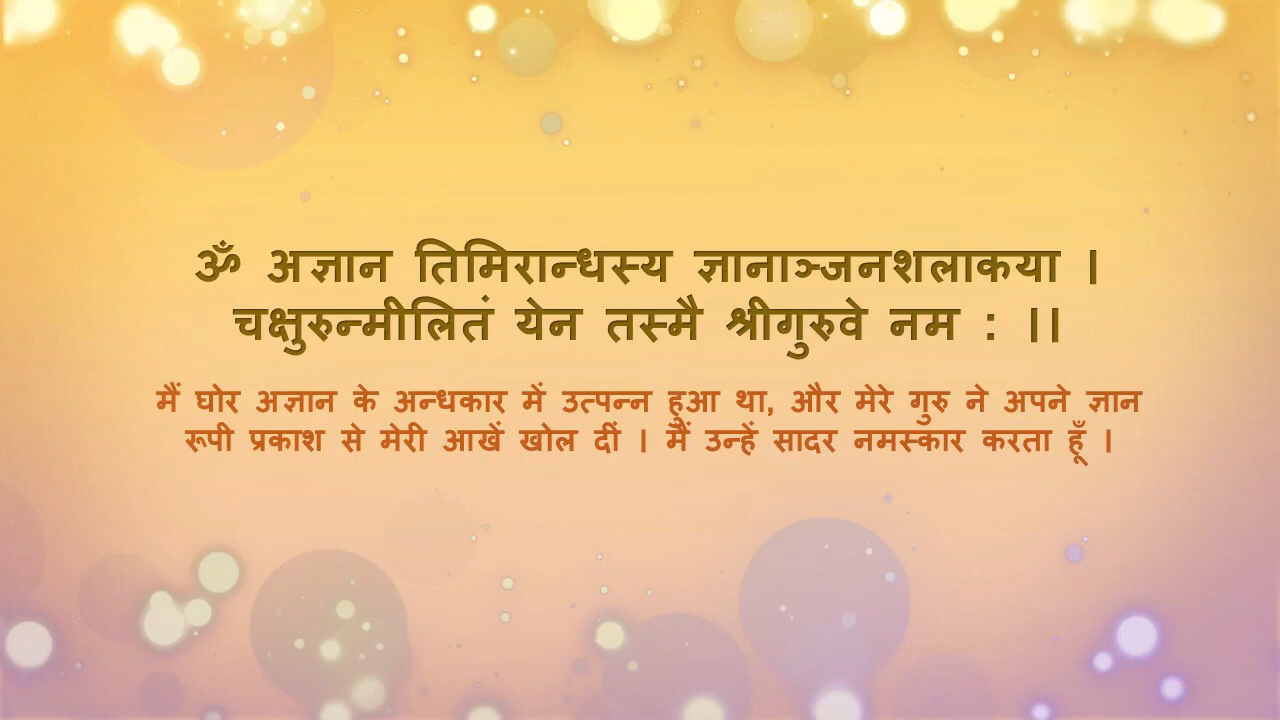 ॐ अज्ञान तिमिरान्धस्य ज्ञानाञ्जनशलाकया ।
चक्षुरुन्मीलितं येन तस्मै श्रीगुरुवे नम : ।।
मैं घोर अज्ञान के अन्धकार में उत्पन्न हुआ था, और मेरे गुरु ने अपने ज्ञान
रूपी प्रकाश से मेरी आखें खोल दीं । मैं उन्हें सादर नमस्कार करता हूँ ।